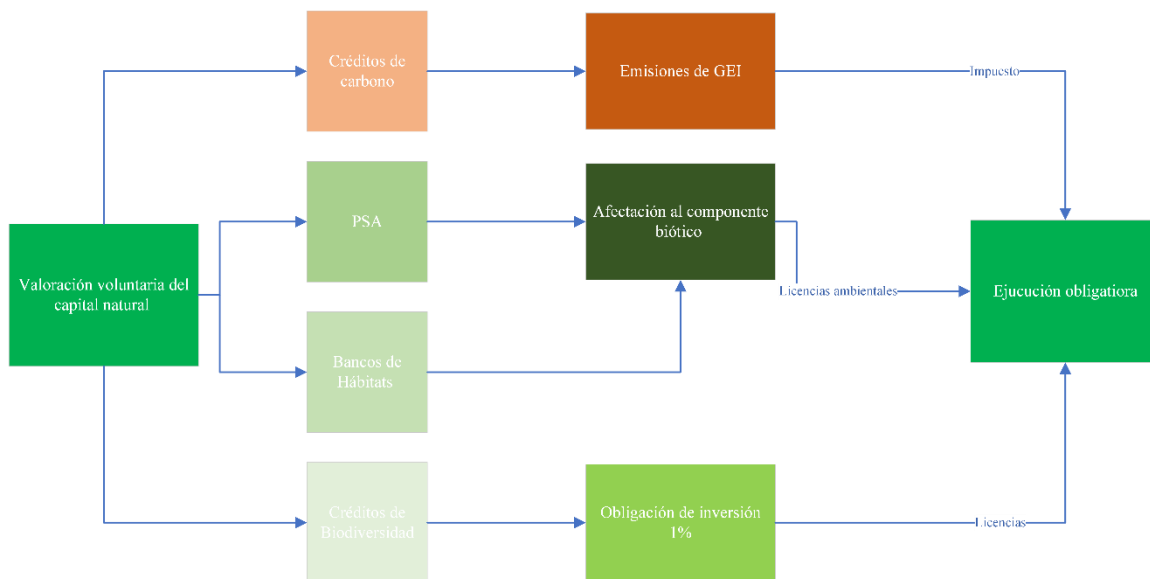 Créditos de
carbono
Emisiones de GEI
Impuesto
PSA
Afectación al componente
biótico
Valoración voluntaria del
capital natural
Licencias ambientales
Ejucución obligatiora
Bancos de
Hábitats
Créditos de
Biodiversidad
Obligación de inversión
1%
Licencias